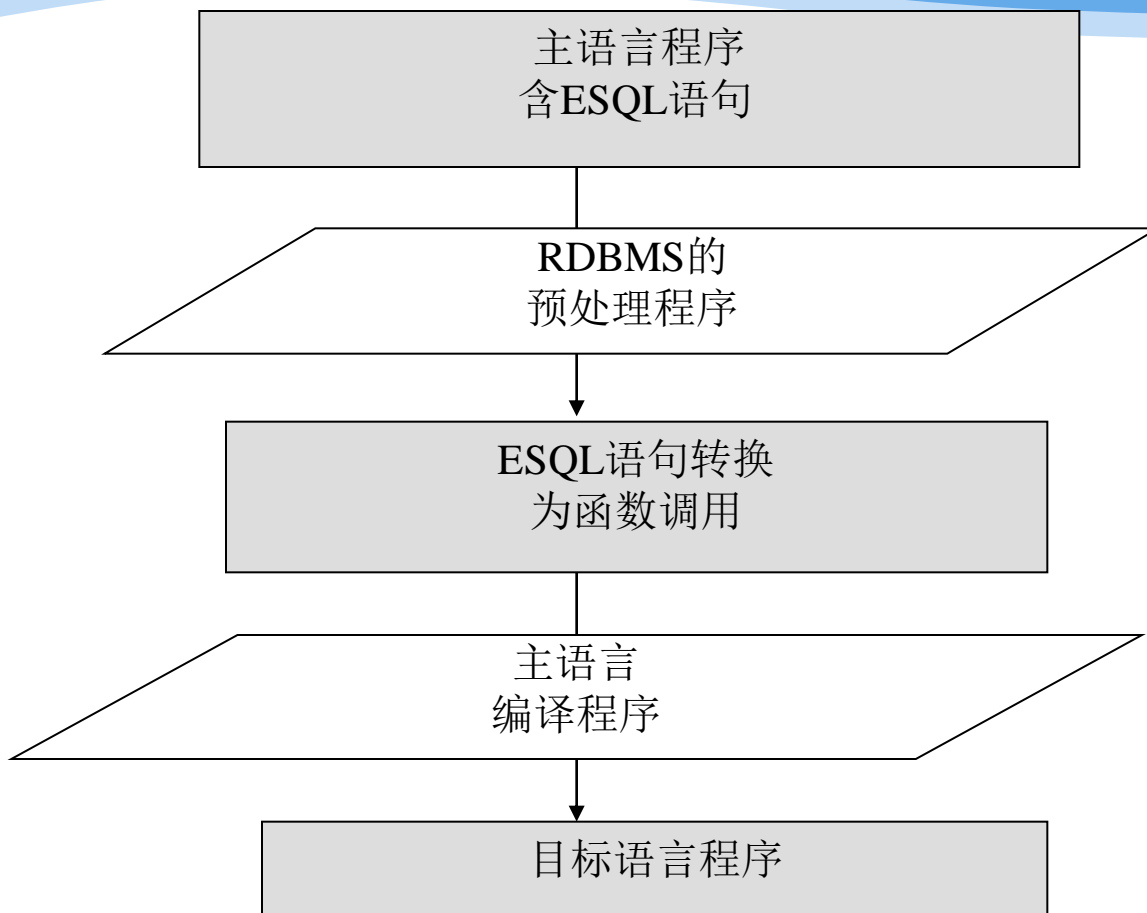 主语言程序
含ESQL语句
RDBMS的
预处理程序
ESQL语句转换
为函数调用
主语言
编译程序
目标语言程序